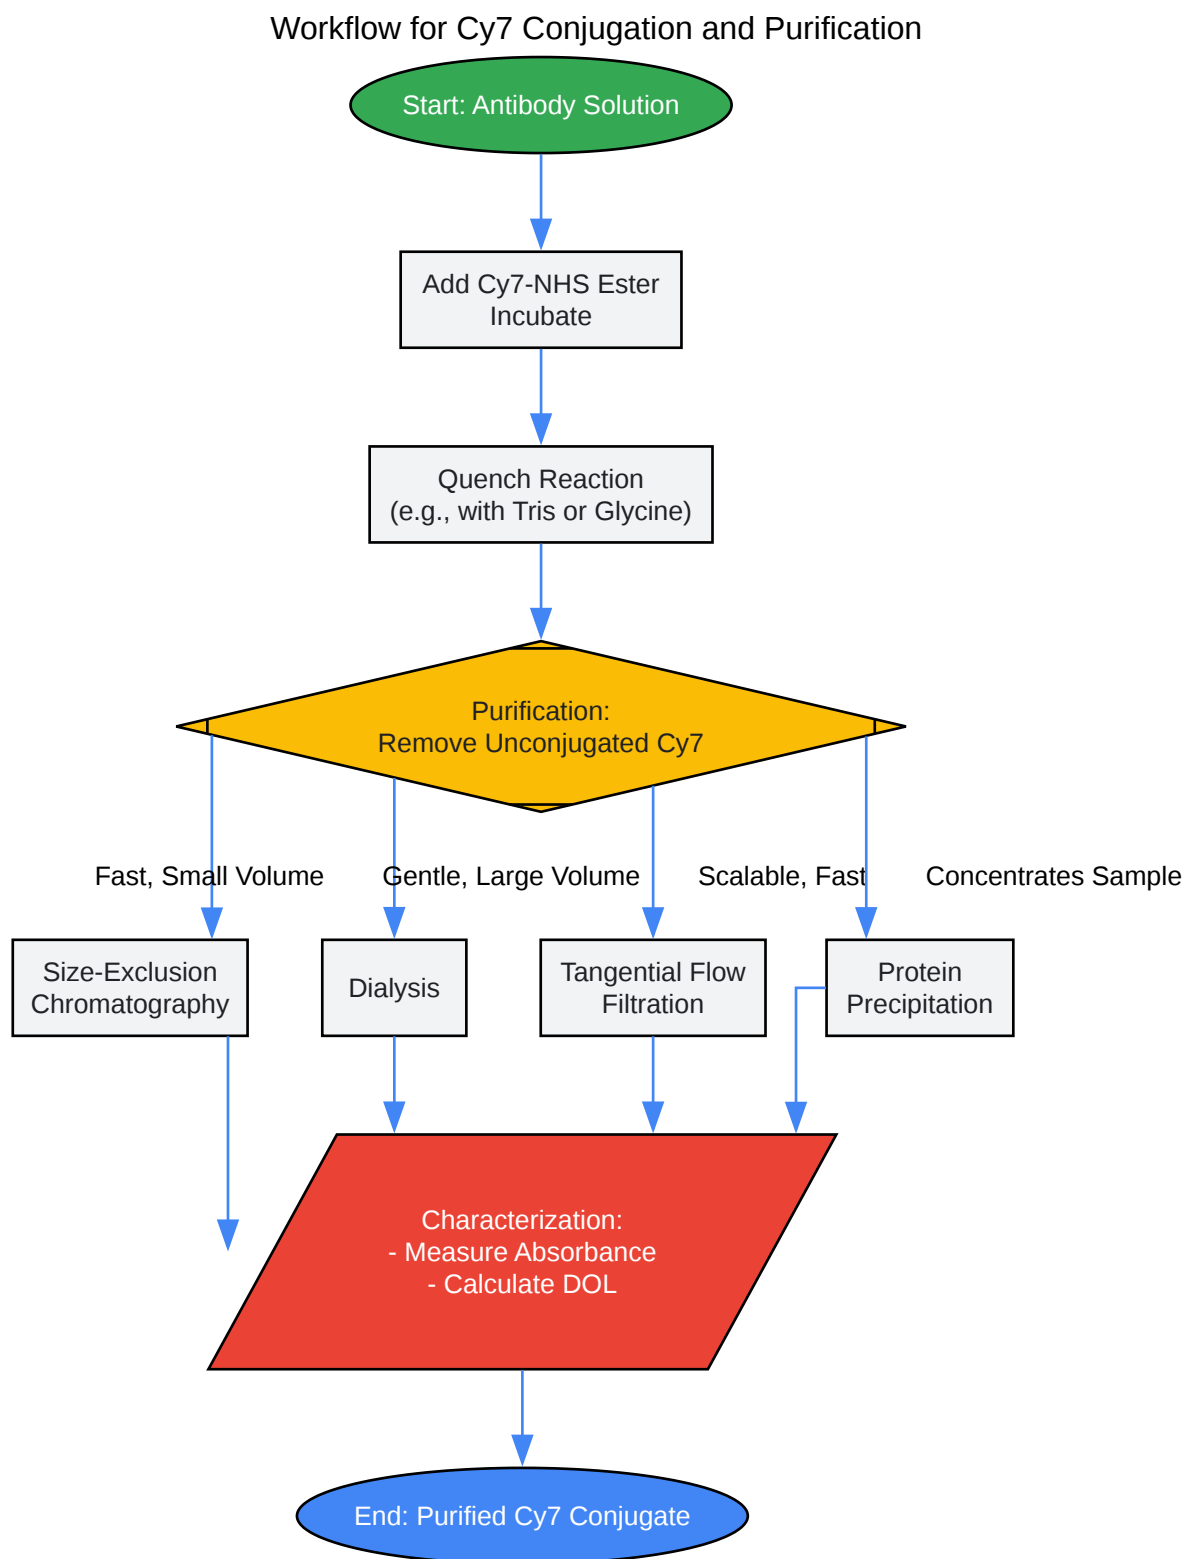 Workflow for Cy7 Conjugation and Purification
Start: Antibody Solution
Add Cy7-NHS Ester
Incubate
Quench Reaction
(e.g., with Tris or Glycine)
Purification:
Remove Unconjugated Cy7
Fast, Small Volume
Gentle, Large Volume
Scalable, Fast
Concentrates Sample
Size-Exclusion
Chromatography
Dialysis
Tangential Flow
Filtration
Protein
Precipitation
Characterization:
- Measure Absorbance
- Calculate DOL
End: Purified Cy7 Conjugate